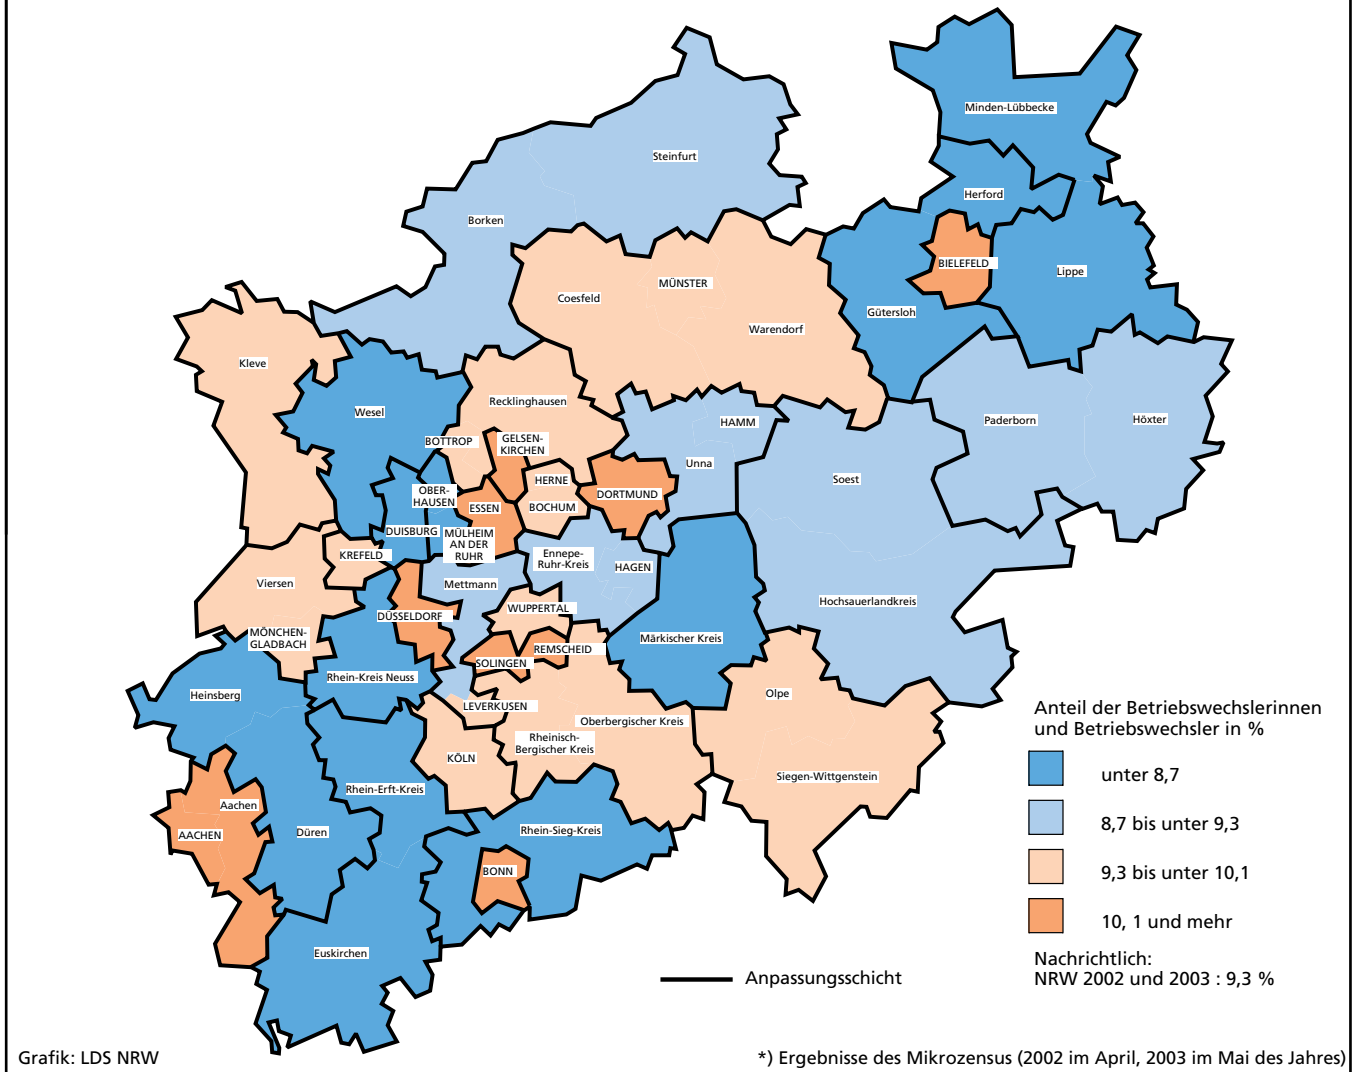 Minden-Lübbecke
Steinfurt
Herford
Borken
BIELEFELD
Lippe
MÜNSTER
Coesfeld
Gütersloh
Warendorf
Kleve
Recklinghausen
Wesel
Paderborn
Höxter
HAMM
BOTTROP
GELSEN-
KIRCHEN
Unna
Soest
HERNE
OBER-
HAUSEN
DORTMUND
ESSEN
BOCHUM
DUISBURG
MÜLHEIM
AN DER
RUHR
KREFELD
Ennepe-
Ruhr-Kreis
HAGEN
Viersen
Mettmann
Hochsauerlandkreis
WUPPERTAL
DÜSSELDORF
MÖNCHEN-
GLADBACH
Märkischer Kreis
REMSCHEID
SOLINGEN
Rhein-Kreis Neuss
Heinsberg
Olpe
LEVERKUSEN
Oberbergischer Kreis
Rheinisch-
Bergischer Kreis
KÖLN
Siegen-Wittgenstein
Rhein-Erft-Kreis
Aachen
AACHEN
Düren
Rhein-Sieg-Kreis
BONN
Euskirchen
Anteil der Betriebswechslerinnen
und Betriebswechsler in %
unter 8,7
8,7 bis unter 9,3
9,3 bis unter 10,1
10, 1 und mehr
Nachrichtlich:
NRW 2002 und 2003 : 9,3 %
Anpassungsschicht
Grafik: LDS NRW
*) Ergebnisse des Mikrozensus (2002 im April, 2003 im Mai des Jahres)